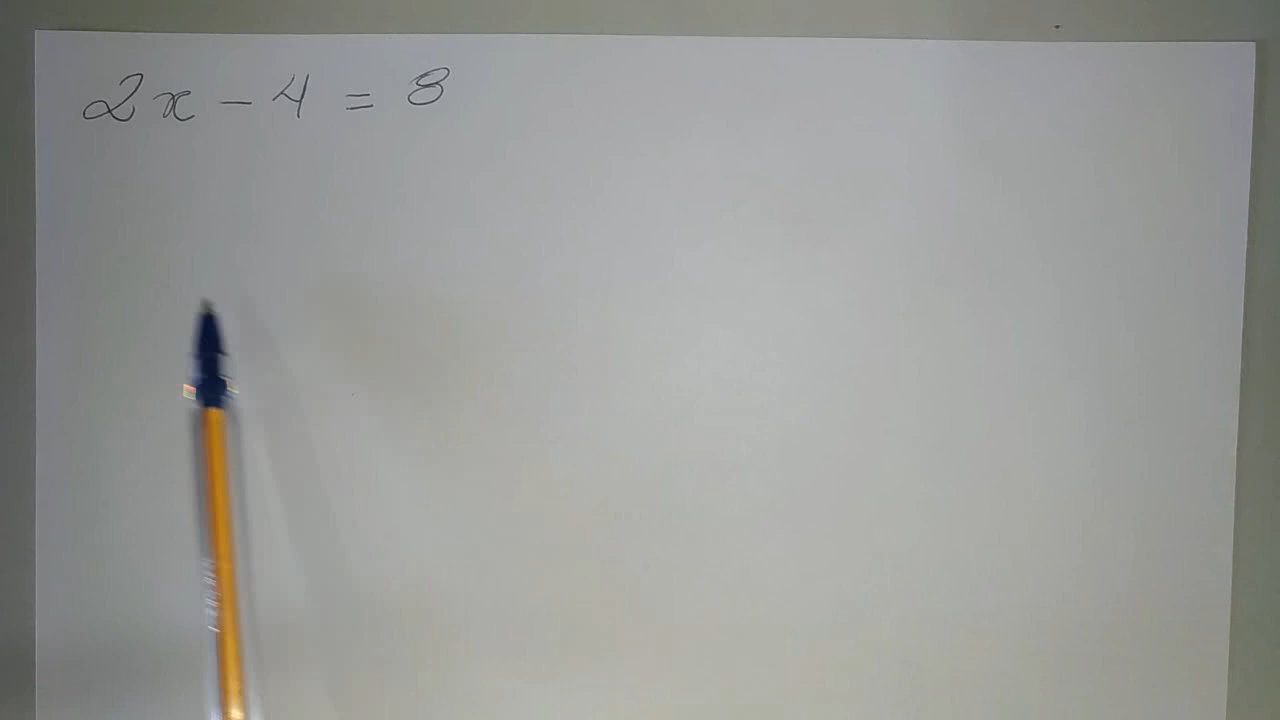 2x - 4 = 8